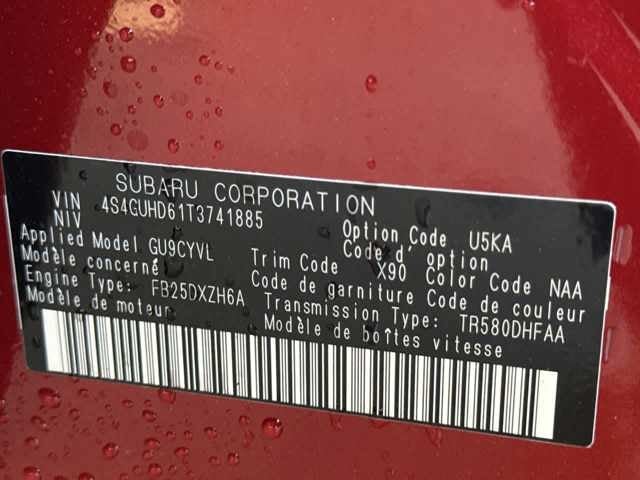 SUBARU CORPORATION
VIN
NIV 4S4GUHD61T3741885
Option Code U5KA
Code d' option
Applied Model GU9CYVL
Modèle concerné
Trim Code X90 Color Code NAA
Code de garniture Code de couleur
Engine Type: FB25DXZH6A
Modèle de moteur
Transmission Type: TR580DHFAA
Modèle de boîtes vitesse